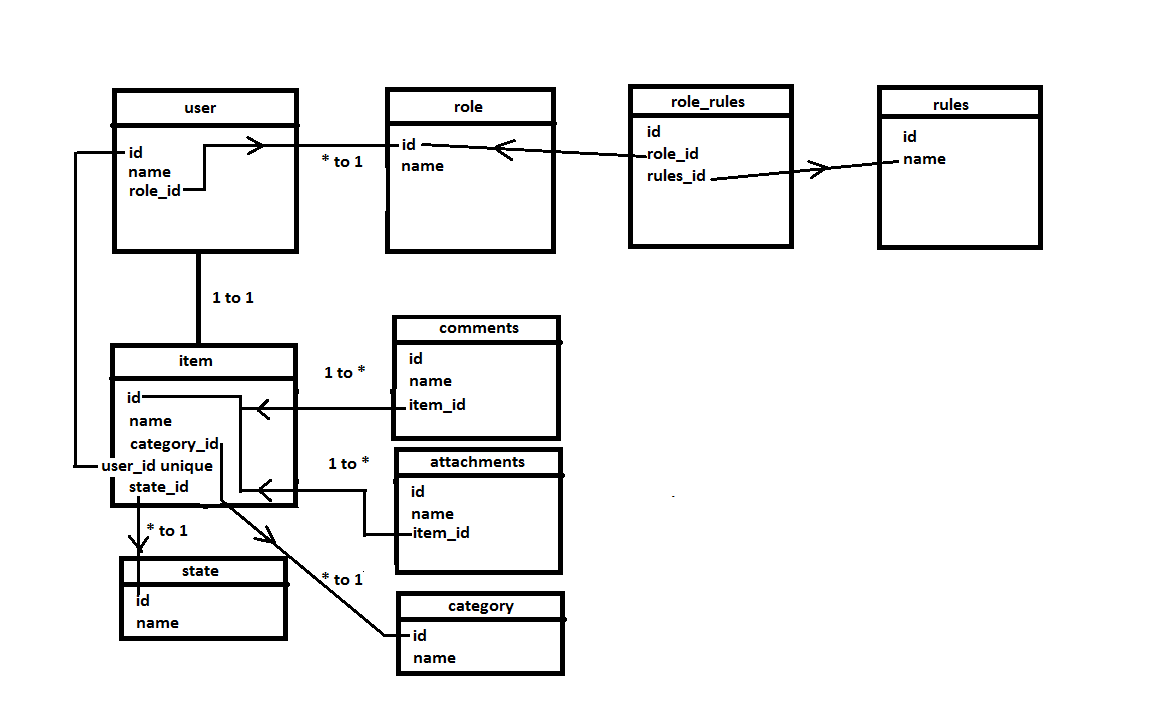 user
id
name
role_id
* to 1
role
id
name
role_rules
id
role_id
rules_id
rules
id
name
1 to 1
item
id
name
category_id
user_id unique
state_id
1 to *
comments
id
name
item_id
1 to *
attachments
id
name
item_id
* to 1
state
id
name
* to 1
category
id
name